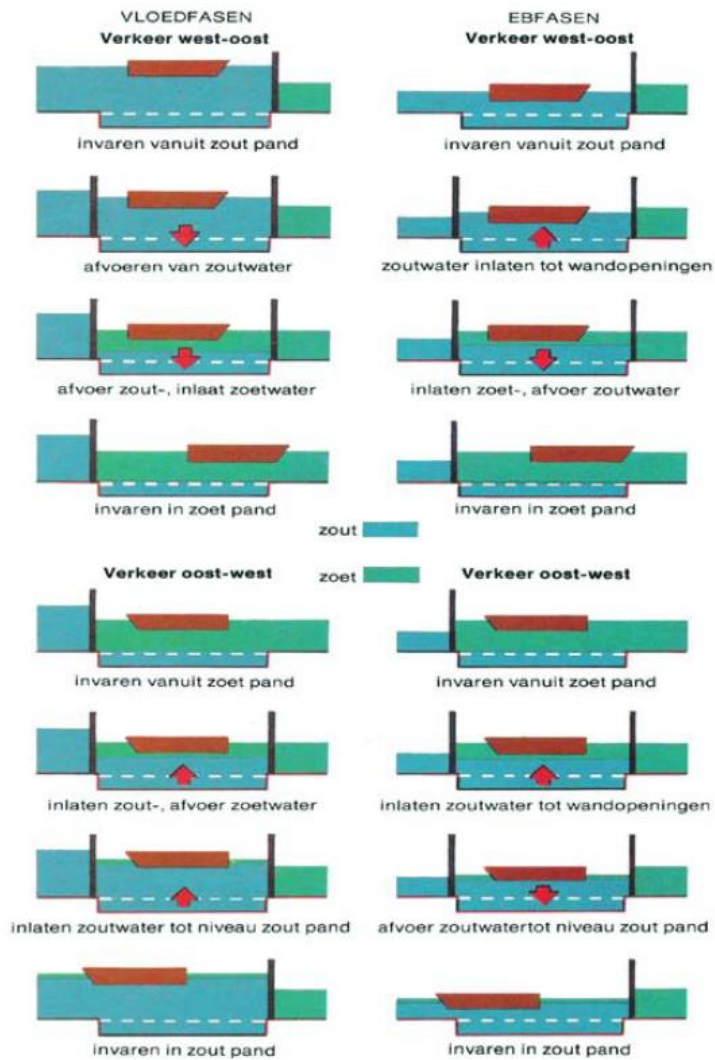 VLOEDFASEN
Verkeer west-oost
invaren vanuit zout pand
afvoeren van zoutwater
afvoer zout-, inlaat zoetwater
invaren in zoet pand
EBFASEN
Verkeer west-oost
invaren vanuit zout pand
zoutwater inlaten tot wandopeningen
inlaten zoet-, afvoer zoutwater
invaren in zoet pand
zout
zoet
Verkeer oost-west
invaren vanuit zoet pand
inlaten zout-, afvoer zoetwater
inlaten zoutwater tot niveau zout pand
invaren in zout pand
Verkeer oost-west
invaren vanuit zoet pand
inlaten zoutwater tot wandopeningen
afvoer zoutwatertot niveau zout pand
invaren in zout pand